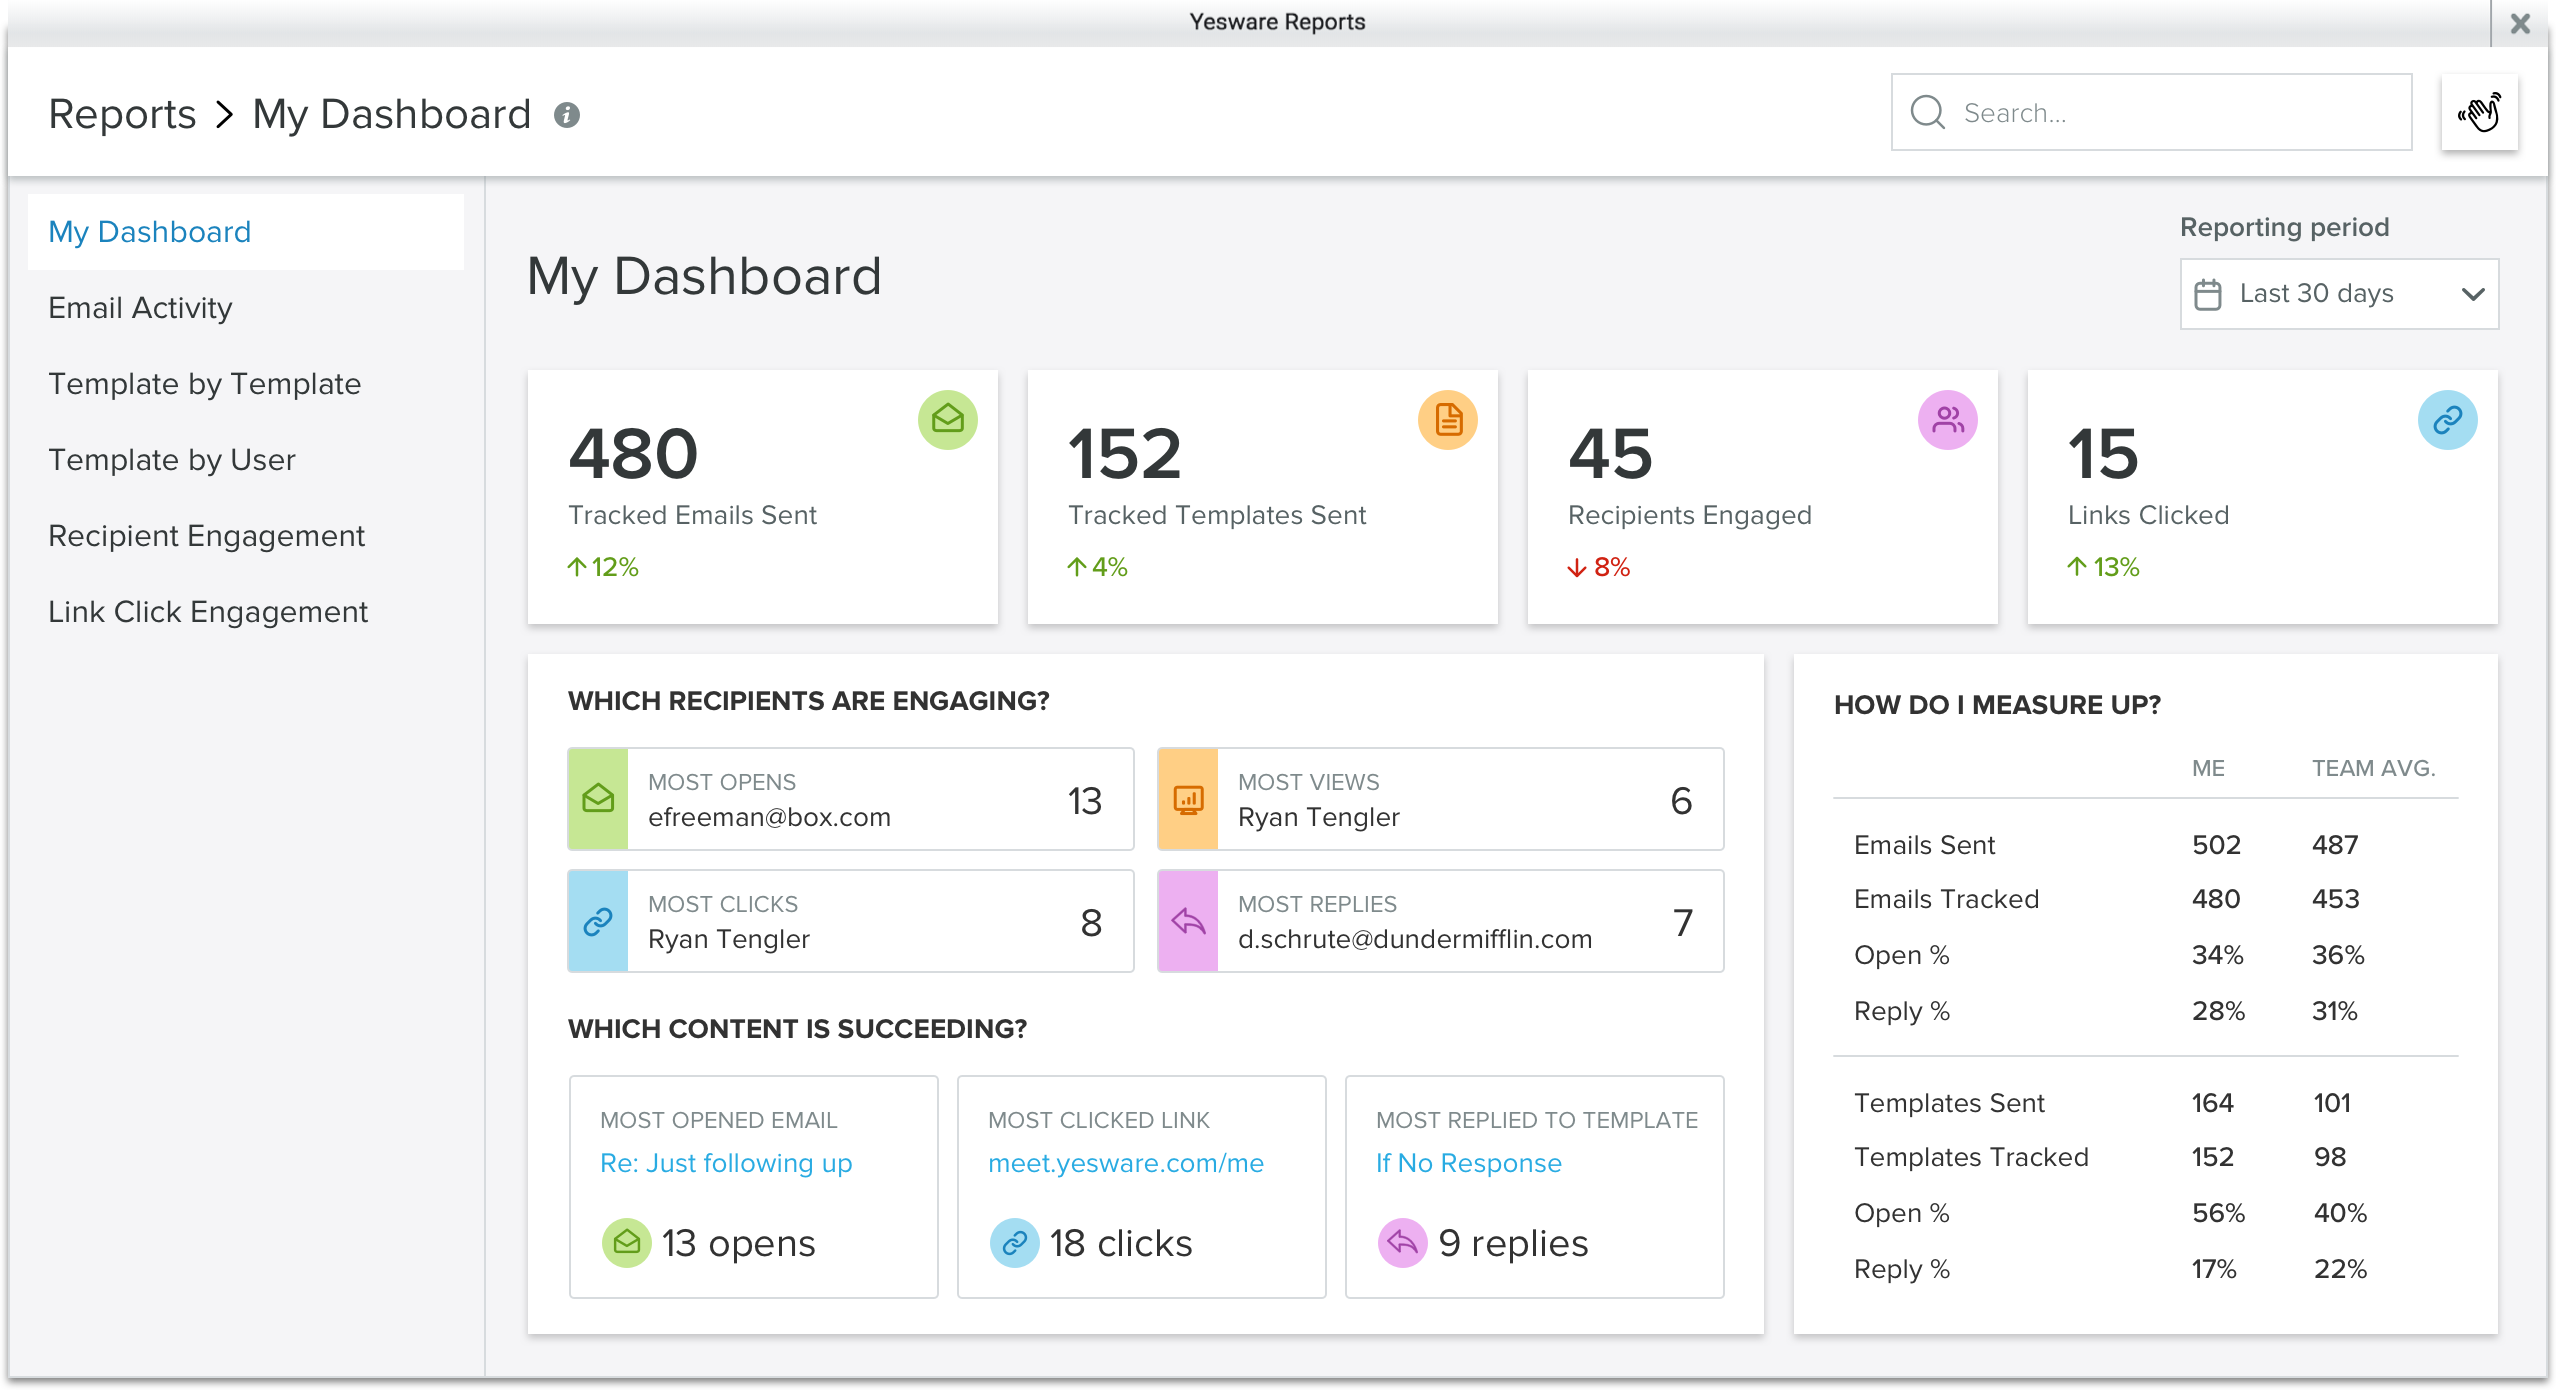 Yesware Reports
Reports > My Dashboard
Search...
My Dashboard
Email Activity
Template by Template
Template by User
Recipient Engagement
Link Click Engagement
My Dashboard
Reporting period
Last 30 days
480
Tracked Emails Sent
↑ 12%
152
Tracked Templates Sent
↑ 4%
45
Recipients Engaged
↓ 8%
15
Links Clicked
↑ 13%
WHICH RECIPIENTS ARE ENGAGING?
MOST OPENS
efreeman@box.com
13
MOST VIEWS
Ryan Tengler
6
MOST CLICKS
Ryan Tengler
8
MOST REPLIES
d.schrute@dundermifflin.com
7
WHICH CONTENT IS SUCCEEDING?
MOST OPENED EMAIL
Re: Just following up
13 opens
MOST CLICKED LINK
meet.yesware.com/me
18 clicks
MOST REPLIED TO TEMPLATE
If No Response
9 replies
HOW DO I MEASURE UP?
ME TEAM AVG.
Emails Sent 502 487
Emails Tracked 480 453
Open % 34% 36%
Reply % 28% 31%
Templates Sent 164 101
Templates Tracked 152 98
Open % 56% 40%
Reply % 17% 22%